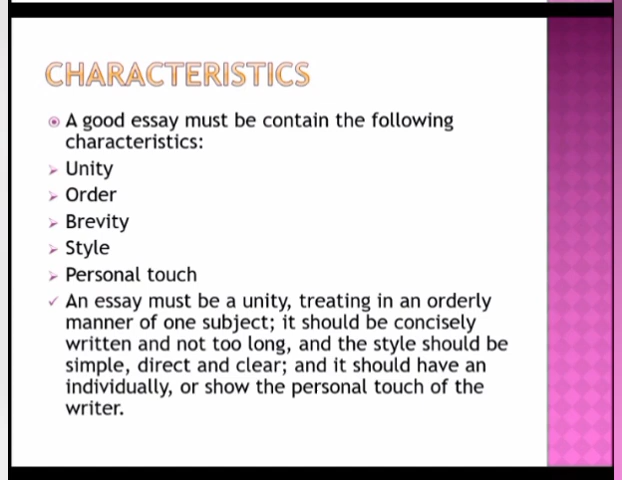 CHARACTERISTICS
A good essay must be contain the following
characteristics:
Unity
Order
Brevity
Style
Personal touch
An essay must be a unity, treating in an orderly
manner of one subject; it should be concisely
written and not too long, and the style should be
simple, direct and clear; and it should have an
individually, or show the personal touch of the
writer.